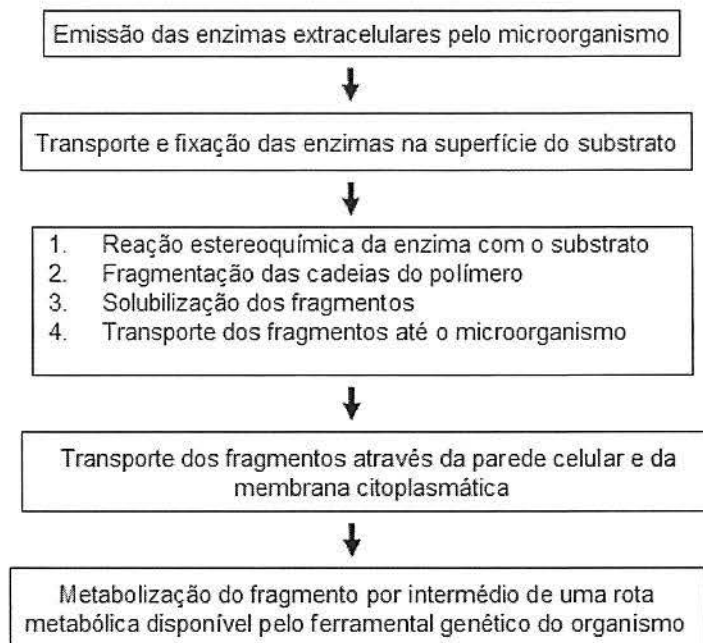 Emissão das enzimas extracelulares pelo microorganismo
Transporte e fixação das enzimas na superfície do substrato
1. Reação estereoquímica da enzima com o substrato
2. Fragmentação das cadeias do polímero
3. Solubilização dos fragmentos
4. Transporte dos fragmentos até o microorganismo
Transporte dos fragmentos através da parede celular e da
membrana citoplasmática
Metabolização do fragmento por intermédio de uma rota
metabólica disponível pelo ferramental genético do organismo